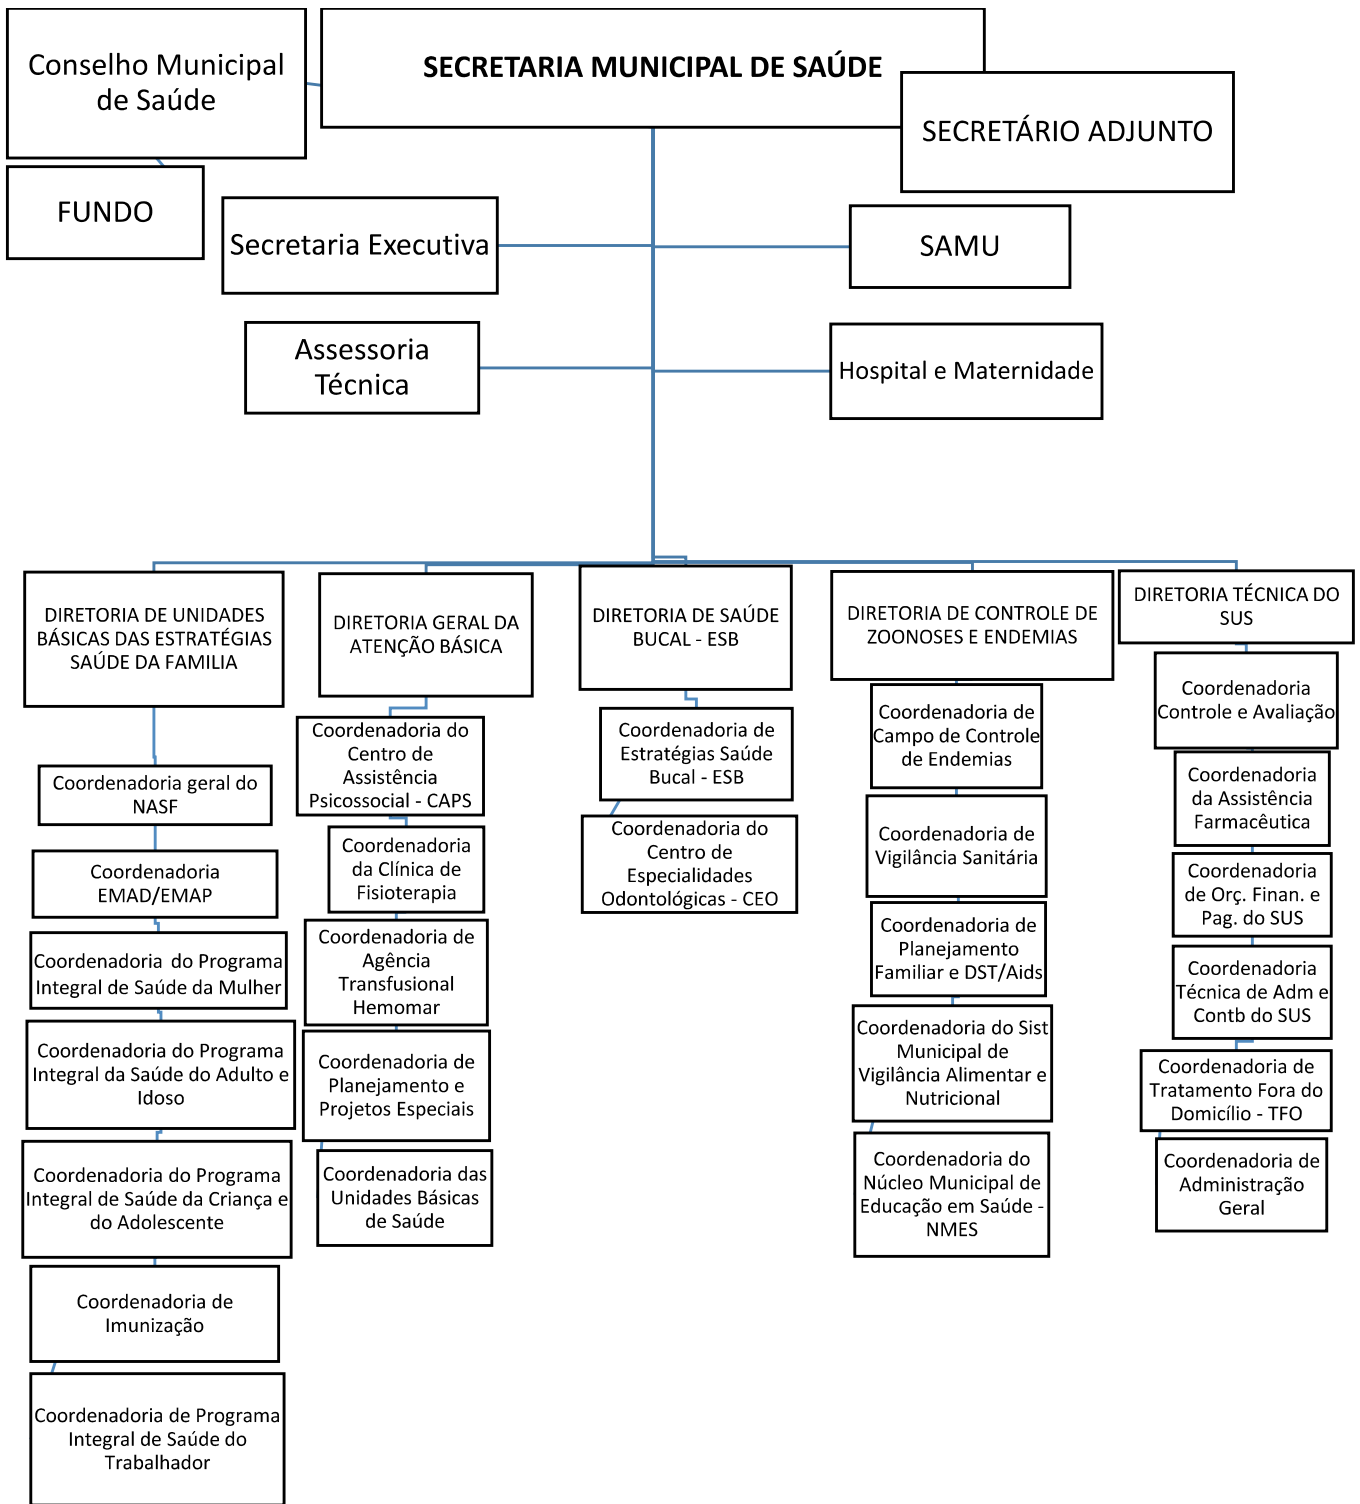 Conselho Municipal
de Saúde
SECRETARIA MUNICIPAL DE SAÚDE
SECRETÁRIO ADJUNTO
FUNDO
Secretaria Executiva
SAMU
Assessoria
Técnica
Hospital e Maternidade
DIRETORIA DE UNIDADES
BÁSICAS DAS ESTRATÉGIAS
SAÚDE DA FAMILIA
Coordenadoria geral do
NASF
Coordenadoria
EMAD/EMAP
Coordenadoria do Programa
Integral de Saúde da Mulher
Coordenadoria do Programa
Integral da Saúde do Adulto e
Idoso
Coordenadoria do Programa
Integral de Saúde da Criança e
do Adolescente
Coordenadoria de
Imunização
Coordenadoria de Programa
Integral de Saúde do
Trabalhador
DIRETORIA GERAL DA
ATENÇÃO BÁSICA
Coordenadoria do
Centro de
Assistência
Psicossocial - CAPS
Coordenadoria
da Clínica de
Fisioterapia
Coordenadoria de
Agência
Transfusional
Hemomar
Coordenadoria de
Planejamento e
Projetos Especiais
Coordenadoria das
Unidades Básicas
de Saúde
DIRETORIA DE SAÚDE
BUCAL - ESB
Coordenadoria de
Estratégias Saúde
Bucal - ESB
Coordenadoria do
Centro de
Especialidades
Odontológicas - CEO
DIRETORIA DE CONTROLE DE
ZOONOSES E ENDEMIAS
Coordenadoria de
Campo de Controle
de Endemias
Coordenadoria de
Vigilância Sanitária
Coordenadoria de
Planejamento
Familiar e DST/Aids
Coordenadoria do Sist
Municipal de
Vigilância Alimentar e
Nutricional
Coordenadoria do
Núcleo Municipal de
Educação em Saúde -
NMES
DIRETORIA TÉCNICA DO
SUS
Coordenadoria
Controle e Avaliação
Coordenadoria
da Assistência
Farmacêutica
Coordenadoria
de Orç. Finan. e
Pag. do SUS
Coordenadoria
Técnica de Adm e
Contb do SUS
Coordenadoria de
Tratamento Fora do
Domicílio - TFO
Coordenadoria de
Administração
Geral